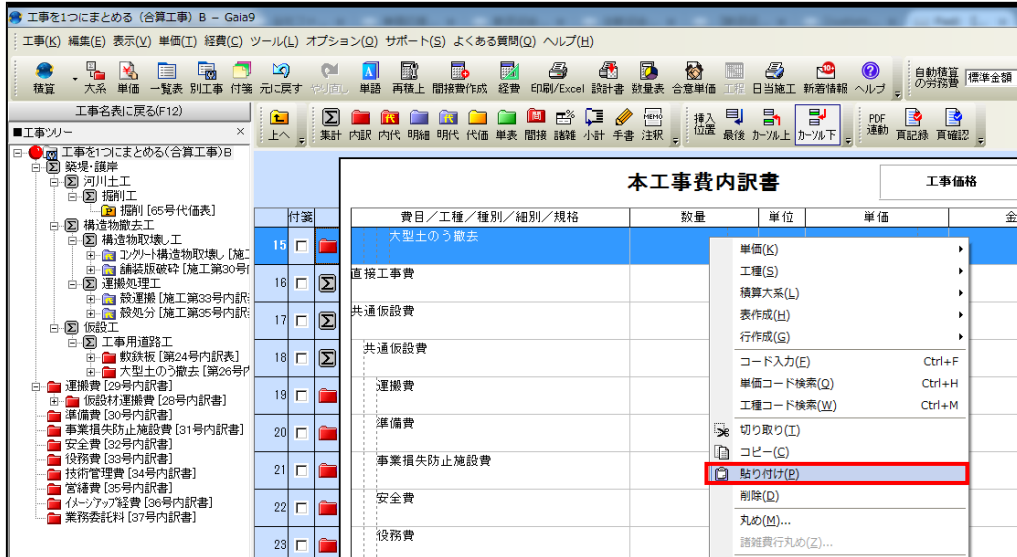 工事を1つにまとめる（合算工事）B - Gaia9
工事(K) 編集(E) 表示(V) 単価(T) 経費(C) ツール(L) オプション(O) サポート(S) よくある質問(Q) ヘルプ(H)
積算 大系 単価 一覧表 別工事 付箋 元に戻す やり直し 単語 再積上 間接費作成 経費 印刷/Excel 設計書 数量表 合意単価 工程 日当施工 新着情報 ヘルプ 自動積算の労務費 標準金額
工事名表に戻る(F12)
上へ 集計 内訳 内代 明細 明代 代価 単表 間接 諸雑 小計 手書 注釈 挿入位置 最後 カーソル上 カーソル下 PDF連動 頁記録 頁確認
■工事ツリー ×
工事を1つにまとめる(合算工事)B
築堤・護岸
河川土工
掘削工
掘削 [65号代価表]
構造物撤去工
構造物取壊し工
コンクリート構造物取壊し [施工
舗装版破砕 [施工第30号内
運搬処理工
殻運搬 [施工第33号内訳
殻処分 [施工第35号内訳
仮設工
工事用道路工
敷鉄板 [第24号内訳表]
大型土のう撤去 [第26号内
運搬費 [29号内訳書]
仮設材運搬費 [28号内訳書]
準備費 [30号内訳書]
事業損失防止施設費 [31号内訳書]
安全費 [32号内訳書]
役務費 [33号内訳書]
技術管理費 [34号内訳書]
営繕費 [35号内訳書]
イメージアップ経費 [36号内訳書]
業務委託料 [37号内訳書]
本工事費内訳書
工事価格
付箋 費目／工種／種別／細別／規格 数量 単位 単価 金
15 大型土のう撤去
16 直接工事費
17 共通仮設費
18 共通仮設費
19 運搬費
20 準備費
21 事業損失防止施設費
22 安全費
23 役務費
単価(K)
工種(S)
積算大系(L)
表作成(H)
行作成(G)
コード入力(F) Ctrl+F
単価コード検索(Q) Ctrl+H
工種コード検索(W) Ctrl+M
切り取り(T)
コピー(C)
貼り付け(P)
削除(D)
丸め(M)...
諸雑費行丸め(Z)...